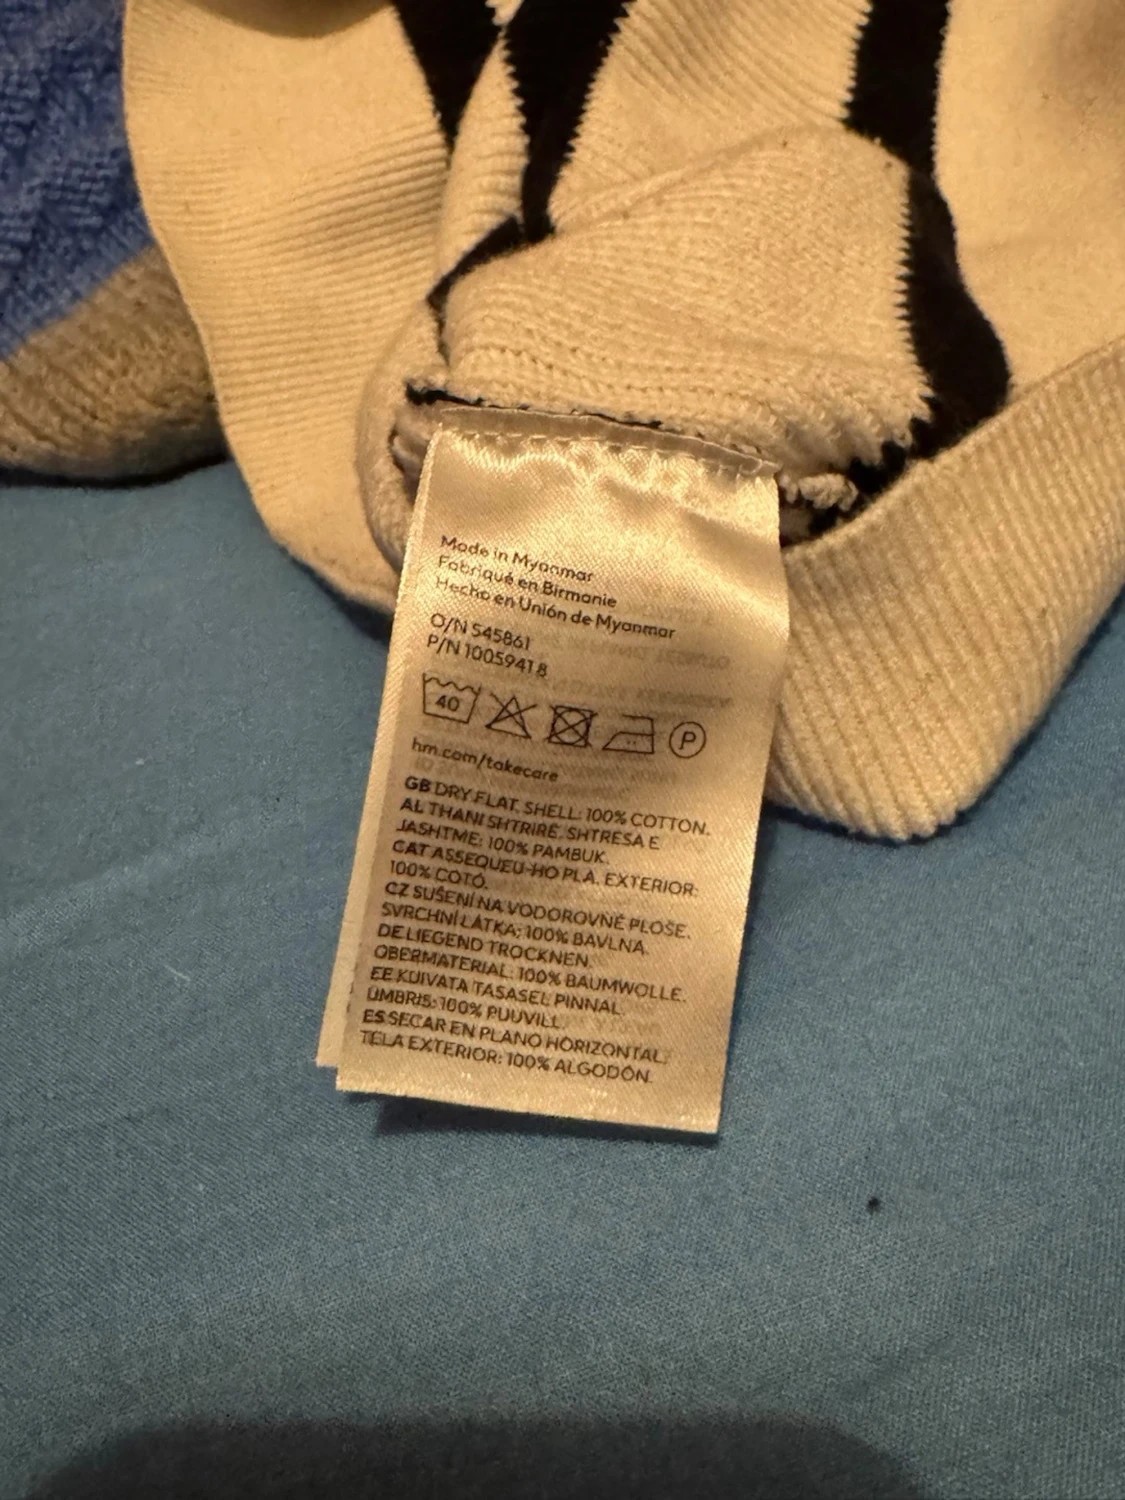 Made in Myanmar
Fabriqué en Birmanie
Hecho en Unión de Myanmar
O/N 545861
P/N 10059418
40
P
hm.com/takecare
GB DRY FLAT. SHELL: 100% COTTON.
AL THANI SHTRIRË. SHTRESA E
JASHTME: 100% PAMBUK.
CAT ASSEQUEU-HO PLA. EXTERIOR:
100% COTÓ.
CZ SUŠENÍ NA VODOROVNÉ PLOŠE.
SVRCHNÍ LÁTKA: 100% BAVLNA.
DE LIEGEND TROCKNEN.
OBERMATERIAL: 100% BAUMWOLLE.
EE KUIVATA TASASEL PINNAL.
ÜMBRIS: 100% PUUVILL.
ES SECAR EN PLANO HORIZONTAL.
TELA EXTERIOR: 100% ALGODÓN.